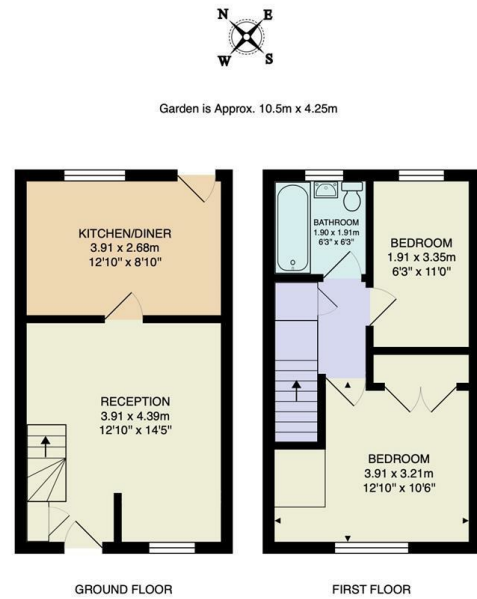 N E
W S
Garden is Approx. 10.5m x 4.25m
KITCHEN/DINER
3.91 x 2.68m
12'10" x 8'10"
RECEPTION
3.91 x 4.39m
12'10" x 14'5"
GROUND FLOOR
BATHROOM
1.90 x 1.91m
6'3" x 6'3"
BEDROOM
1.91 x 3.35m
6'3" x 11'0"
BEDROOM
3.91 x 3.21m
12'10" x 10'6"
FIRST FLOOR